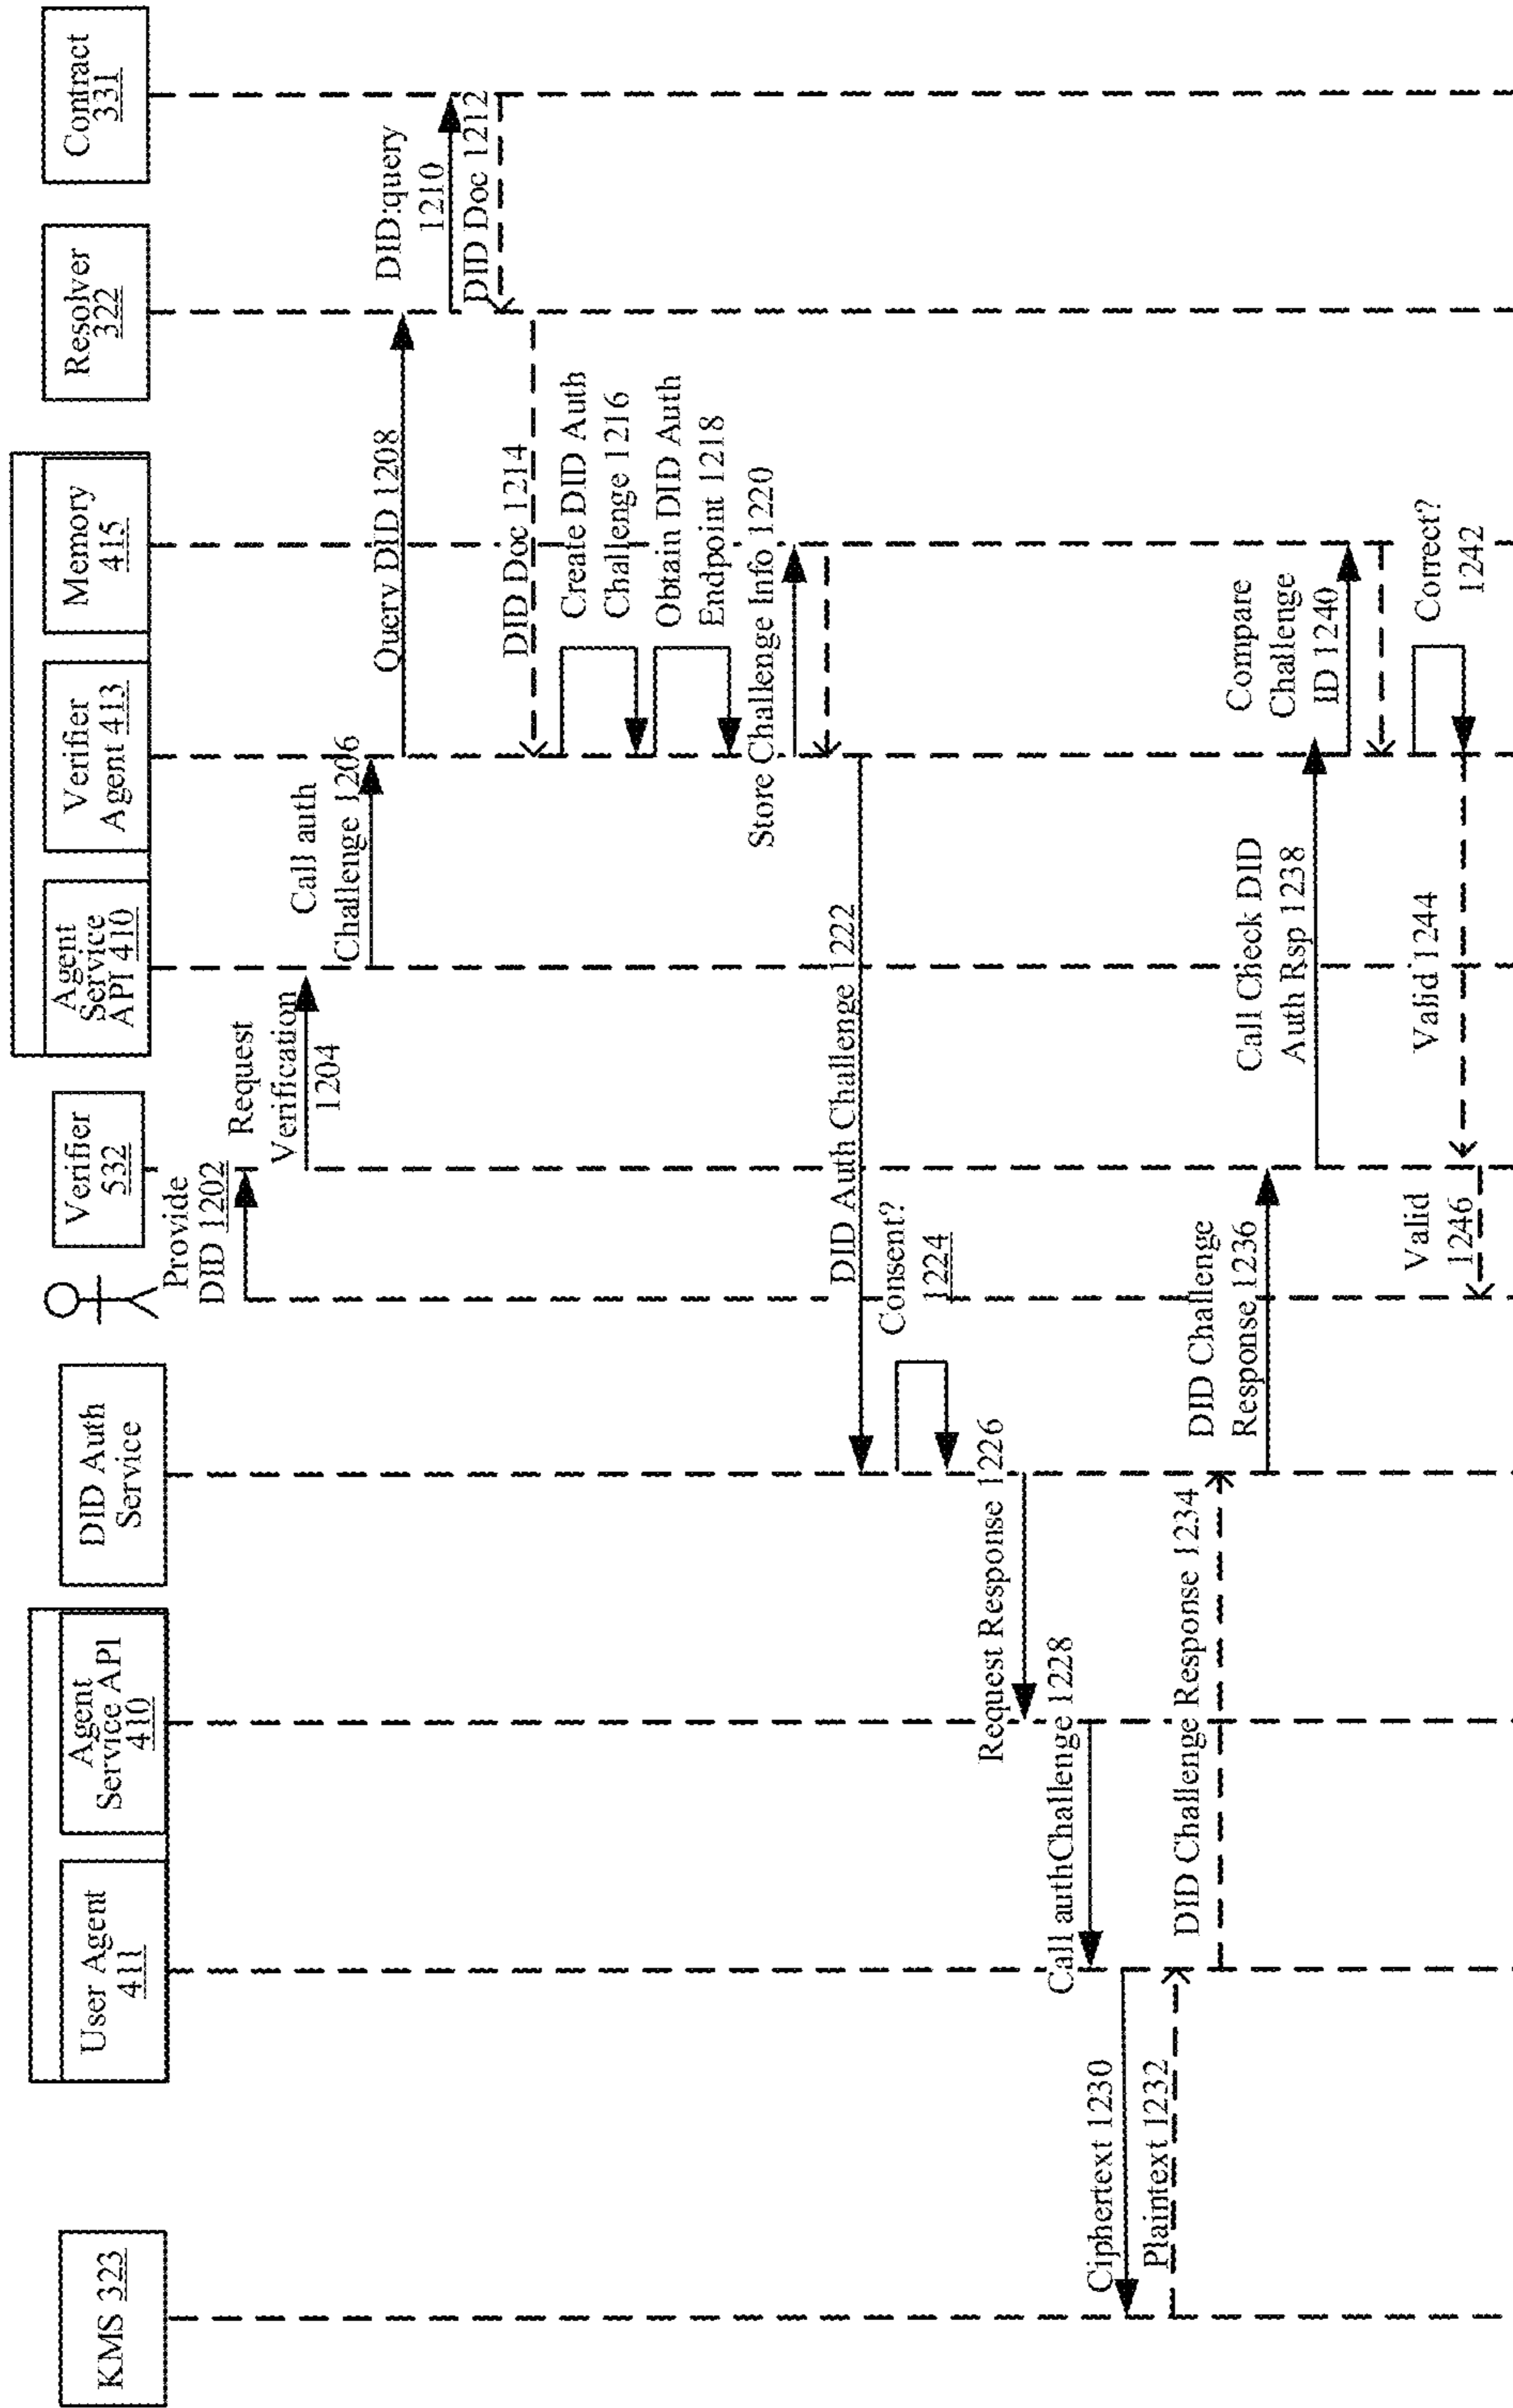 KMS 323
User Agent
411
Agent
Service API
410
DID Auth
Service
Verifier
532
Agent
Service
API 410
Verifier
Agent 413
Memory
415
Resolver
322
Contract
331
Provide
DID 1202
Request
Verification
1204
Call auth
Challenge 1206
Query DID 1208
DID:query
1210
DID Doc 1212
DID Doc 1214
Create DID Auth
Challenge 1216
Obtain DID Auth
Endpoint 1218
Store Challenge Info 1220
DID Auth Challenge 1222
Consent?
1224
Request Response 1226
Call authChallenge 1228
Ciphertext 1230
Plaintext 1232
DID Challenge Response 1234
DID Challenge
Response 1236
Call Check DID
Auth Rsp 1238
Compare
Challenge
ID 1240
Correct?
1242
Valid 1244
Valid
1246